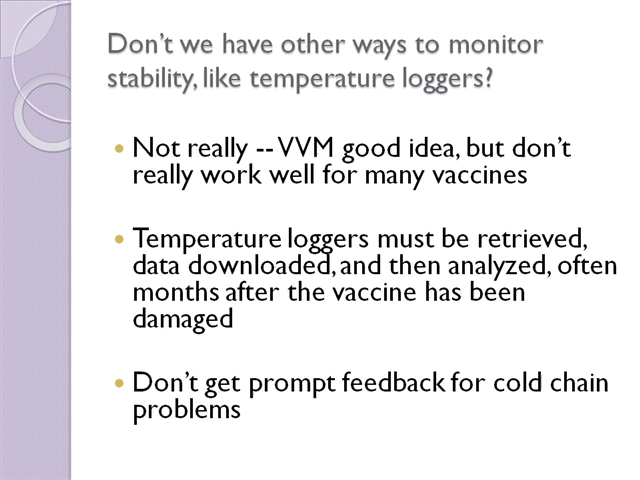 Don't we have other ways to monitor
stability, like temperature loggers?
• Not really -- VVM good idea, but don't
really work well for many vaccines
• Temperature loggers must be retrieved,
data downloaded, and then analyzed, often
months after the vaccine has been
damaged
• Don't get prompt feedback for cold chain
problems